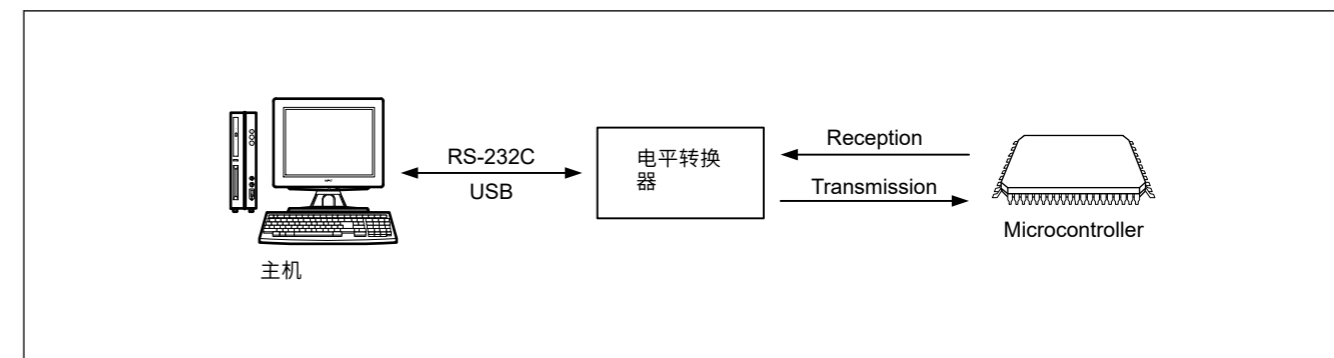 RS-232C
USB
电平转换
器
Reception
Transmission
Microcontroller
主机